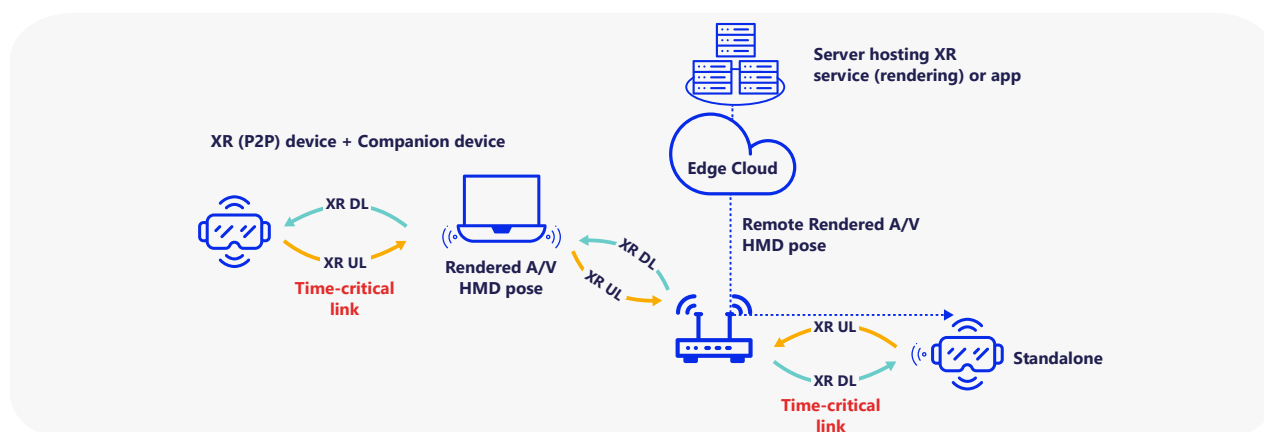 Server hosting XR
service (rendering) or app
XR (P2P) device + Companion device
Edge Cloud
XR DL
XR UL
Time-critical
link
Rendered A/V
HMD pose
XR DL
XR UL
Remote Rendered A/V
HMD pose
XR UL
XR DL
Standalone
Time-critical
link